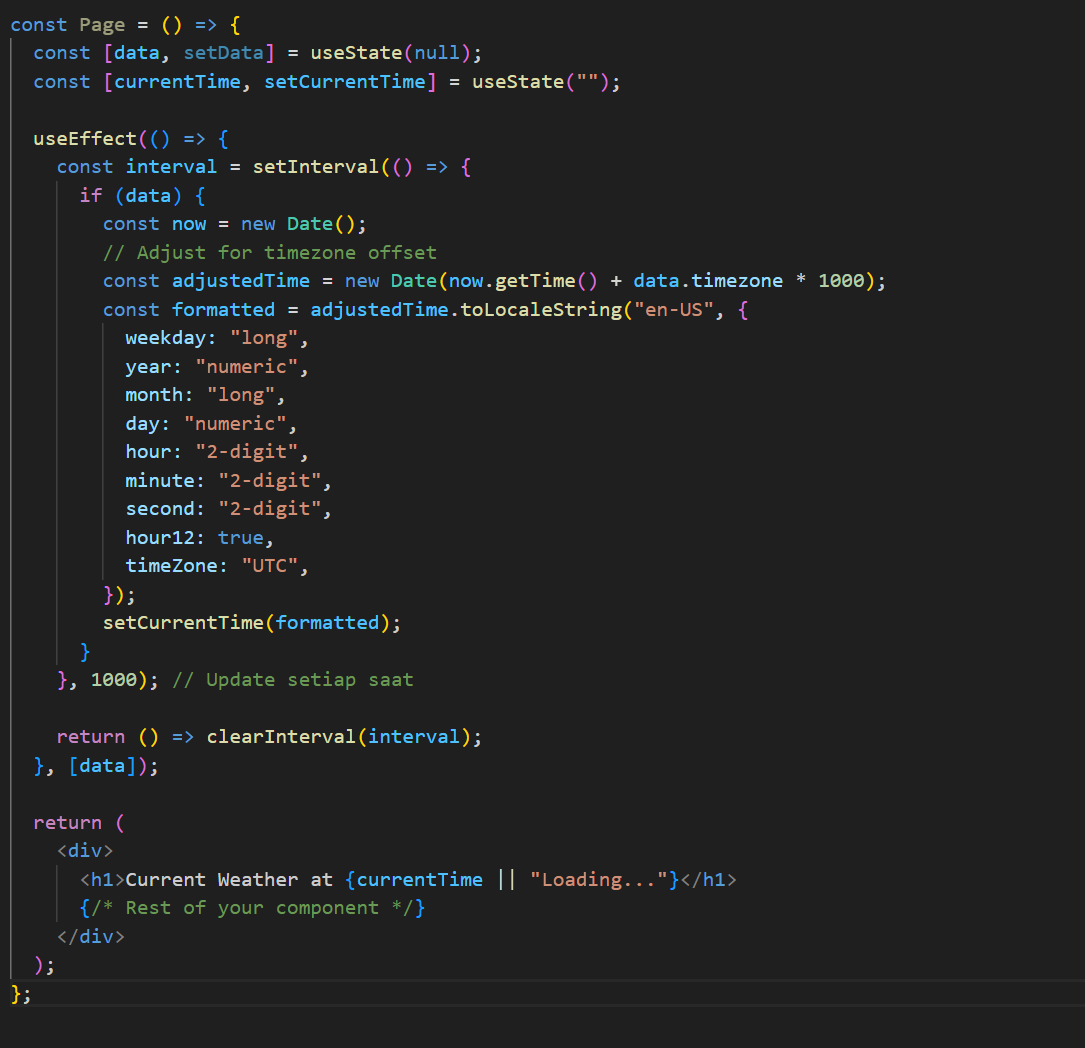 const Page = () => {
  const [data, setData] = useState(null);
  const [currentTime, setCurrentTime] = useState("");

  useEffect(() => {
    const interval = setInterval(() => {
      if (data) {
        const now = new Date();
        // Adjust for timezone offset
        const adjustedTime = new Date(now.getTime() + data.timezone * 1000);
        const formatted = adjustedTime.toLocaleString("en-US", {
          weekday: "long",
          year: "numeric",
          month: "long",
          day: "numeric",
          hour: "2-digit",
          minute: "2-digit",
          second: "2-digit",
          hour12: true,
          timeZone: "UTC",
        });
        setCurrentTime(formatted);
      }
    }, 1000); // Update setiap saat

    return () => clearInterval(interval);
  }, [data]);

  return (
    <div>
      <h1>Current Weather at {currentTime || "Loading..."}</h1>
      {/* Rest of your component */}
    </div>
  );
};